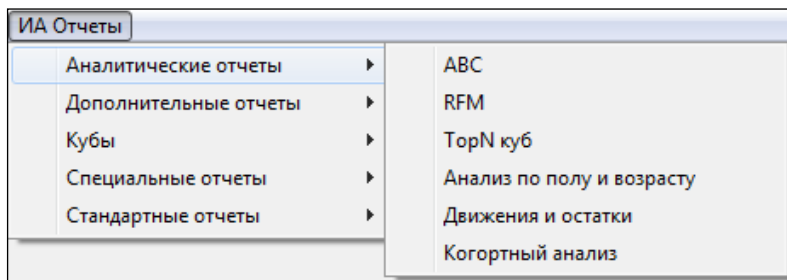 ИА Отчеты
Аналитические отчеты
Дополнительные отчеты
Кубы
Специальные отчеты
Стандартные отчеты
ABC
RFM
TopN куб
Анализ по полу и возрасту
Движения и остатки
Когортный анализ